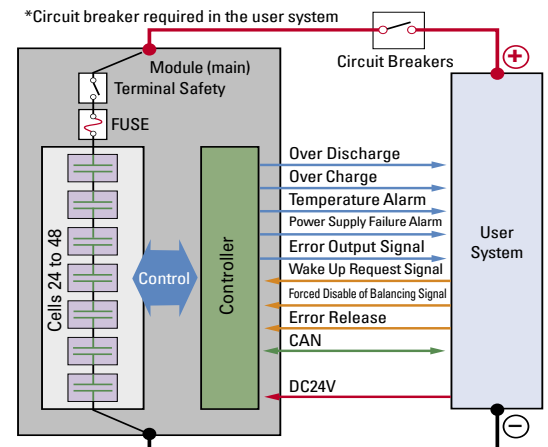 *Circuit breaker required in the user system
Circuit Breakers
Module (main)
Terminal Safety
FUSE
Cells 24 to 48
Control
Controller
Over Discharge
Over Charge
Temperature Alarm
Power Supply Failure Alarm
Error Output Signal
Wake Up Request Signal
Forced Disable of Balancing Signal
Error Release
CAN
DC24V
User
System
+
−